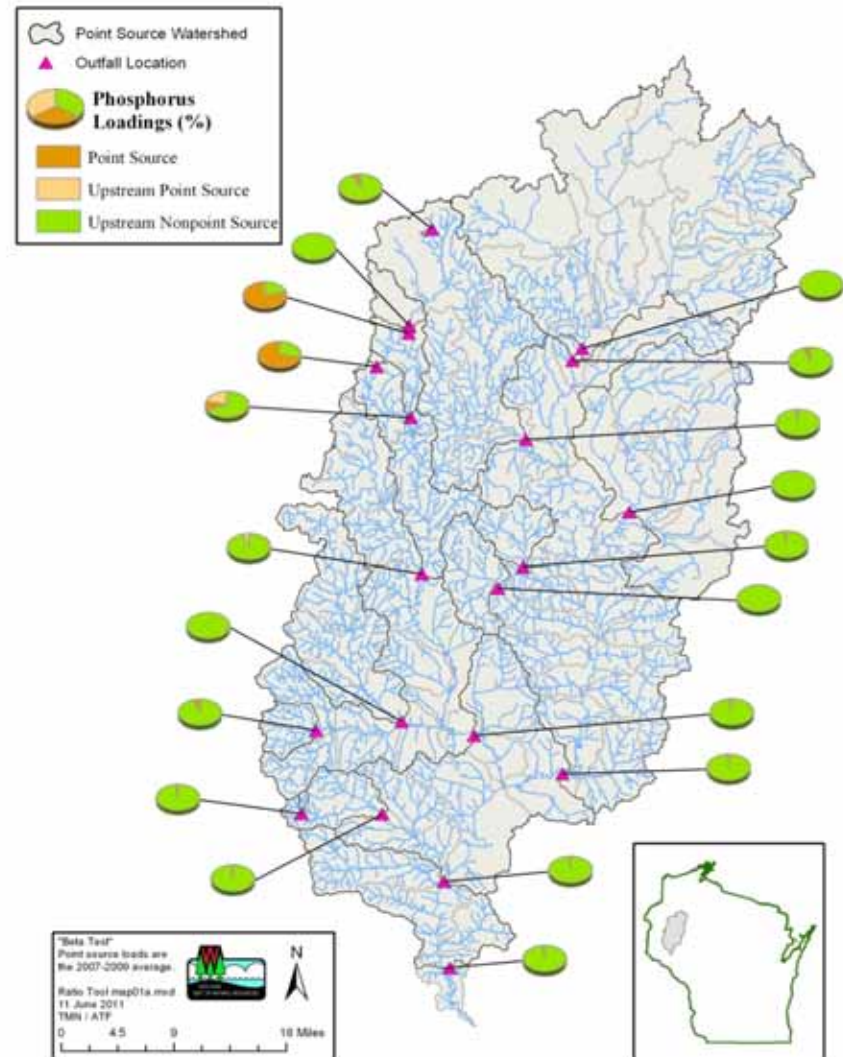 Point Source Watershed
Outfall Location
Phosphorus
Loadings (%)
Point Source
Upstream Point Source
Upstream Nonpoint Source
"Beta Test"
Point source loads are
the 2007-2009 average.
Ratio Tool map01a.mxd
11 June 2011
TMN / ATF
N
0 4.5 9 18 Miles